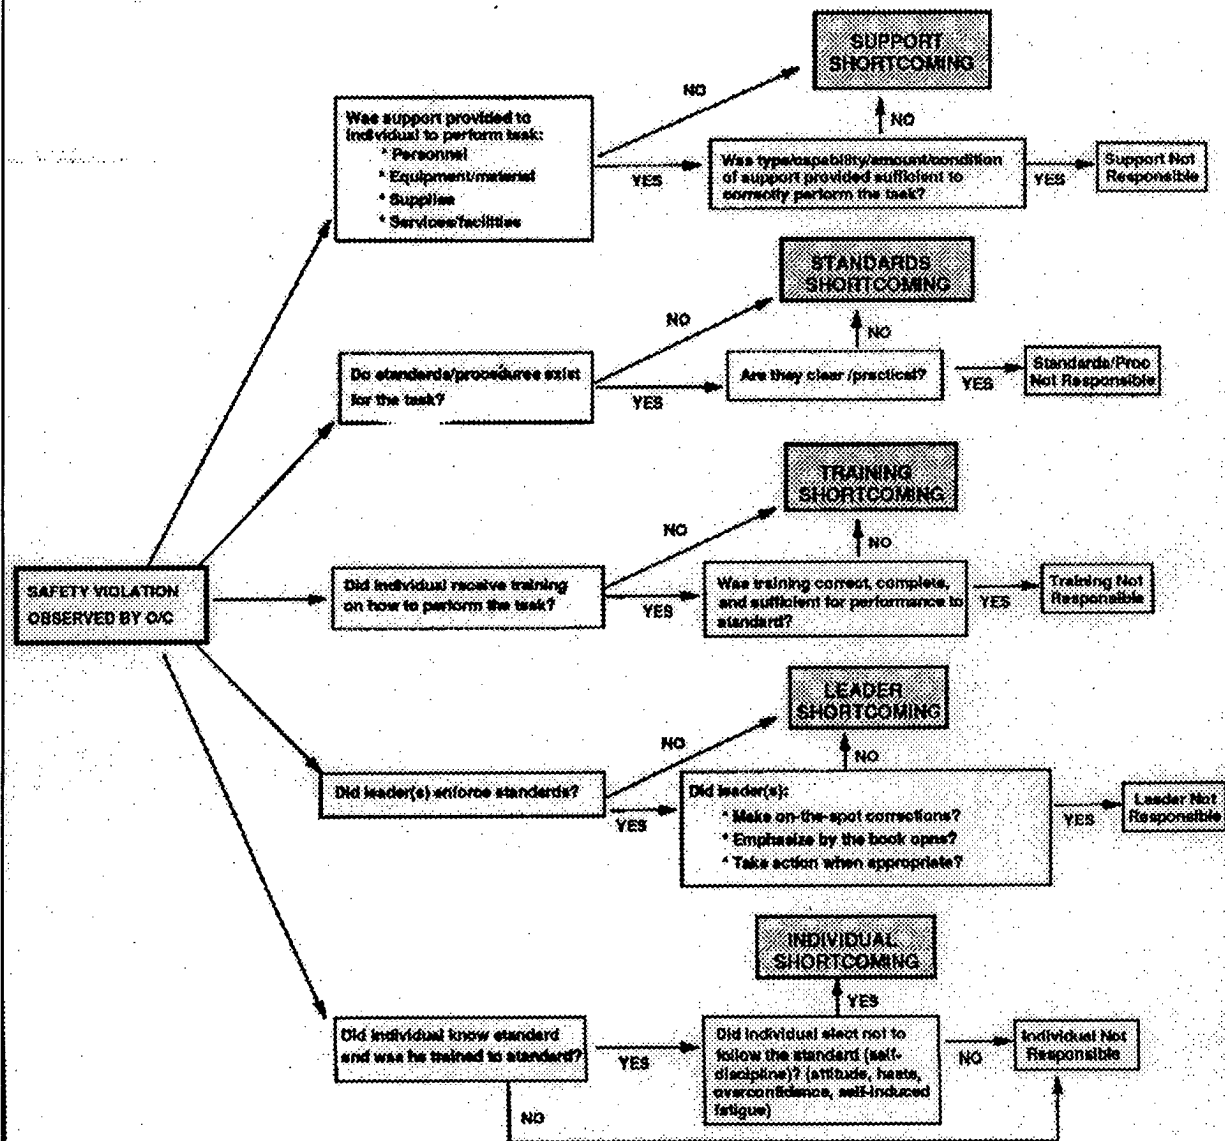 SUPPORT
SHORTCOMING
NO
Was support provided to
individual to perform task:
* Personnel
* Equipment/material
* Supplies
* Services/facilities
YES
NO
Was type/capability/amount/condition
of support provided sufficient to
correctly perform the task?
YES
Support Not
Responsible
STANDARDS
SHORTCOMING
NO
NO
Do standards/procedures exist
for the task?
YES
Are they clear /practical?
YES
Standards/Proc
Not Responsible
TRAINING
SHORTCOMING
NO
NO
SAFETY VIOLATION
OBSERVED BY O/C
Did individual receive training
on how to perform the task?
YES
Was training correct, complete,
and sufficient for performance to
standard?
YES
Training Not
Responsible
LEADER
SHORTCOMING
NO
NO
Did leader(s) enforce standards?
YES
Did leader(s):
* Make on-the-spot corrections?
* Emphasize by the book opns?
* Take action when appropriate?
YES
Leader Not
Responsible
INDIVIDUAL
SHORTCOMING
YES
Did individual know standard
and was he trained to standard?
YES
Did individual elect not to
follow the standard (self-
discipline)? (attitude, haste,
overconfidence, self-induced
fatigue)
NO
Individual Not
Responsible
NO